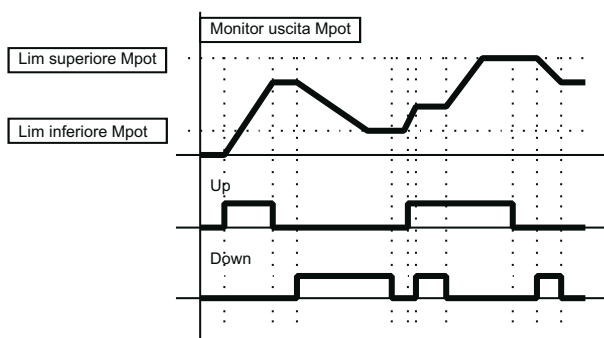 Monitor uscita Mpot
Lim superiore Mpot
Lim inferiore Mpot
Up
Down